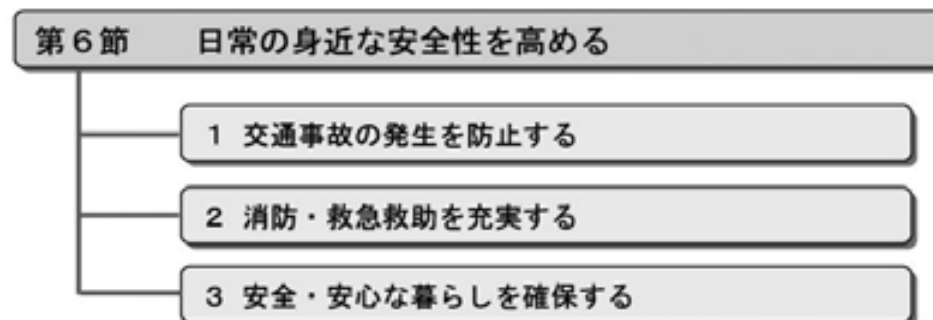 第6節　日常の身近な安全性を高める
1 交通事故の発生を防止する
2 消防・救急救助を充実する
3 安全・安心な暮らしを確保する